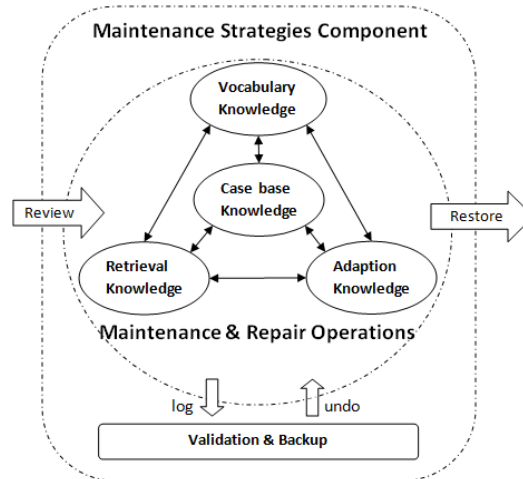 Maintenance Strategies Component
Vocabulary
Knowledge
Case base
Knowledge
Review
Restore
Retrieval
Knowledge
Adaption
Knowledge
Maintenance & Repair Operations
log
undo
Validation & Backup